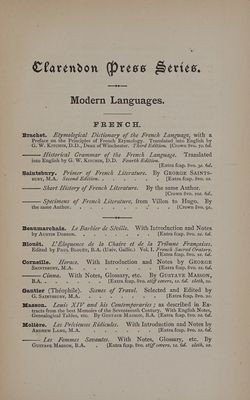 Clarendon Press Series.
Modern Languages.
FRENCH.
Brachet. Etymological Dictionary of the French Language, with a
Preface on the Principles of French Etymology. Translated into English by
G. W. Kitchin, D.D., Dean of Winchester. Third Edition. [Crown 8vo. 7s. 6d.
—— Historical Grammar of the French Language. Translated
into English by G. W. Kitchin, D.D. Fourth Edition.
[Extra fcap. 8vo. 3s. 6d.
Saintsbury. Primer of French Literature. By George Saints-
bury, M.A. Second Edition. . . . . . [Extra fcap. 8vo. 2s.
—— Short History of French Literature. By the same Author.
[Crown 8vo. 10s. 6d.
—— Specimens of French Literature, from Villon to Hugo. By
the same Author. . . . . . . . [Crown 8vo. 9s.
Beaumarchais. Le Barbier de Séville. With Introduction and Notes
by Austin Dobson. . . . . . . [Extra fcap. 8vo. 2s. 6d.
Blouët. L'Éloquence de la Chaire et de la Tribune Françaises.
Edited by Paul Blouët, B.A. (Univ. Gallic.) Vol. I. French Sacred Oratory.
[Extra fcap. 8vo. 2s. 6d.
Corneille. Horace. With Introduction and Notes by George
Saintsbury, M.A. . . . . . . [Extra fcap. 8vo. 2s. 6d.
—— Cinna. With Notes, Glossary, etc. By Gustave Masson,
B.A. . . . . . [Extra fcap. 8vo. stiff covers, 1s. 6d. cloth, 2s.
Gautier (Théophile). Scenes of Travel. Selected and Edited by
G. Saintsbury, M.A. . . . . . . [Extra fcap. 8vo. 2s.
Masson. Louis XIV and his Contemporaries; as described in Ex-
tracts from the best Memoirs of the Seventeenth Century. With English Notes,
Genealogical Tables, etc. By Gustave Masson, B.A. [Extra fcap. 8vo. 2s. 6d.
Molière. Les Précieuses Ridicules. With Introduction and Notes by
Andrew Lang, M.A. . . . . . . [Extra fcap. 8vo. 1s. 6d.
—— Les Femmes Savantes. With Notes, Glossary, etc. By
Gustave Masson, B.A. . [Extra fcap. 8vo. stiff covers, 1s. 6d. cloth, 2s.